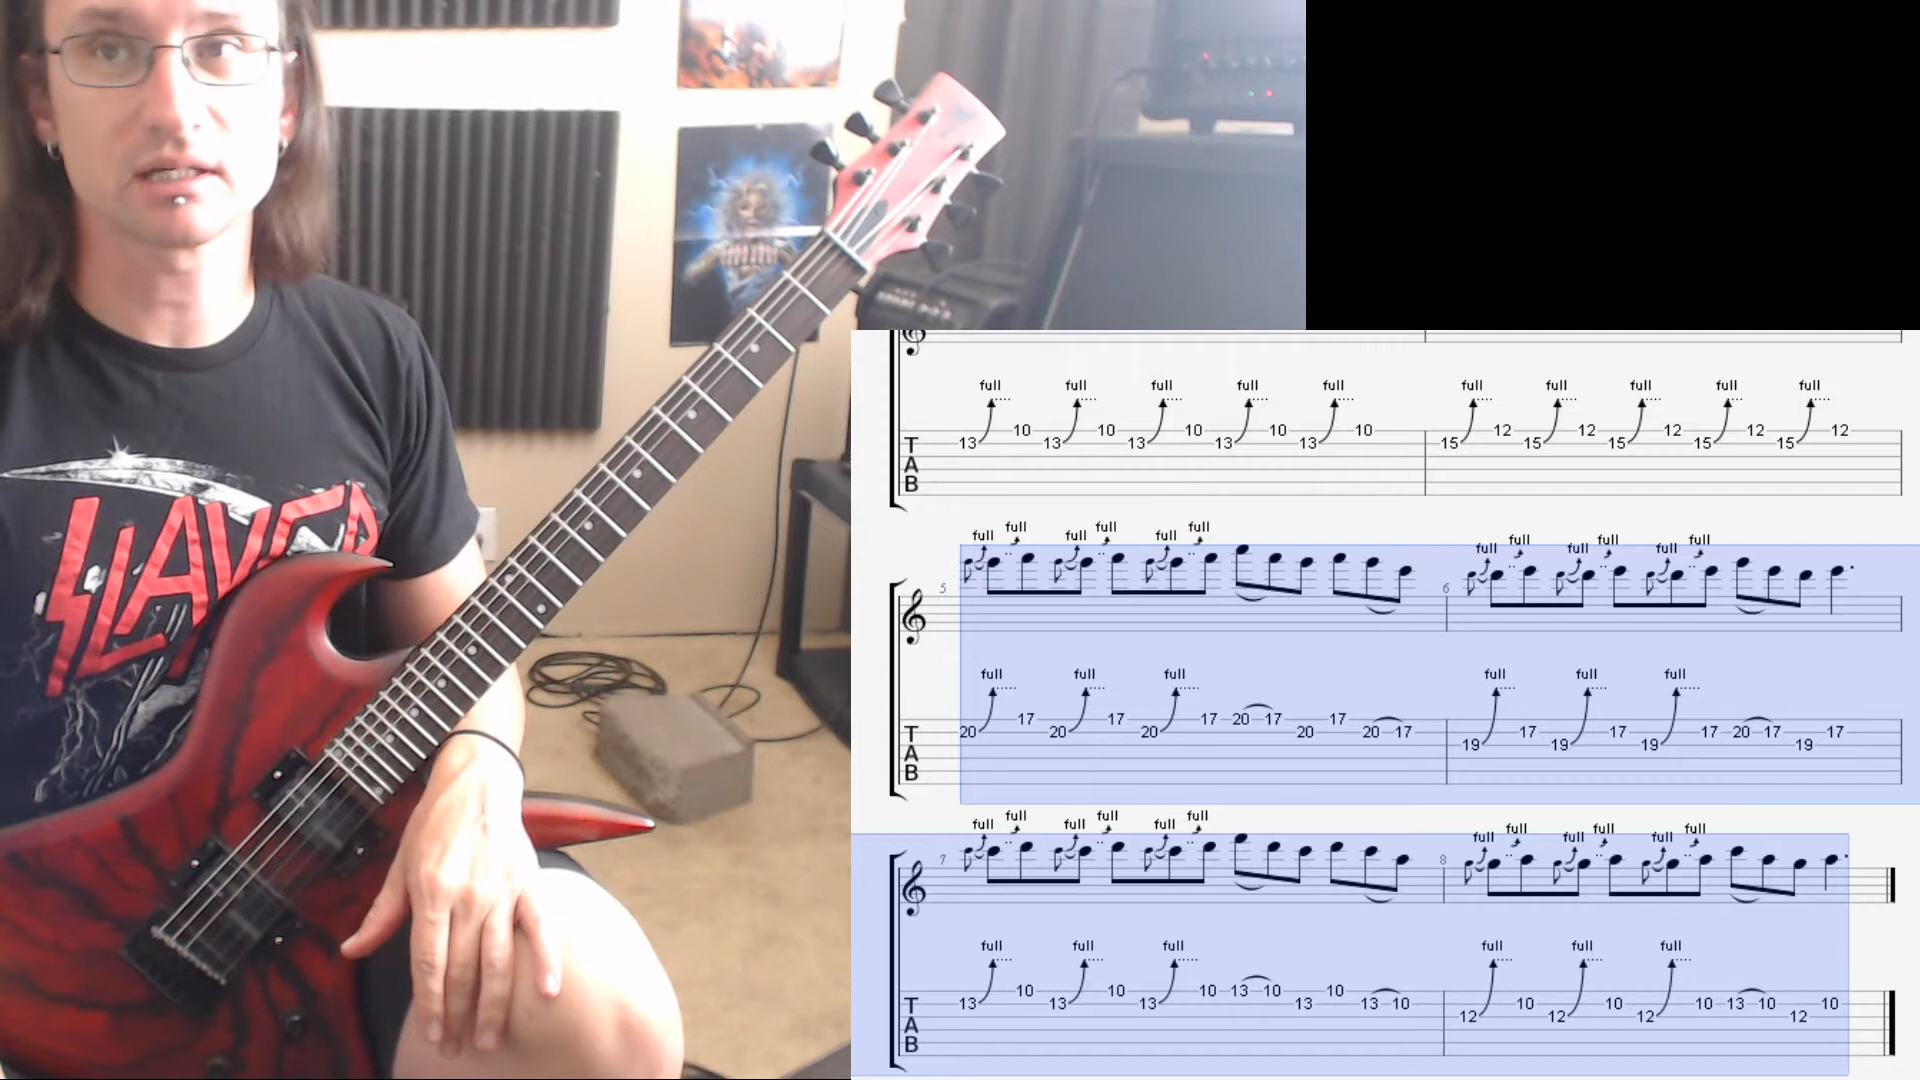 SLAYER
full full full full full full full full full full
10 10 10 10 10 12 12 12 12 12
13 13 13 13 13 15 15 15 15 15
T
A
B
full full full full full full
full full full full full full
5 6
full full full full full full
17 17 17 20 17 17
20 20 20 20 20 17 17 17 17 20 17 17
19 19 19 19
T
A
B
full full full full full full
full full full full full full
7 8
full full full full full full
10 10 10 13 10 10
13 13 13 13 13 10 10 10 10 13 10 10
12 12 12 12
T
A
B